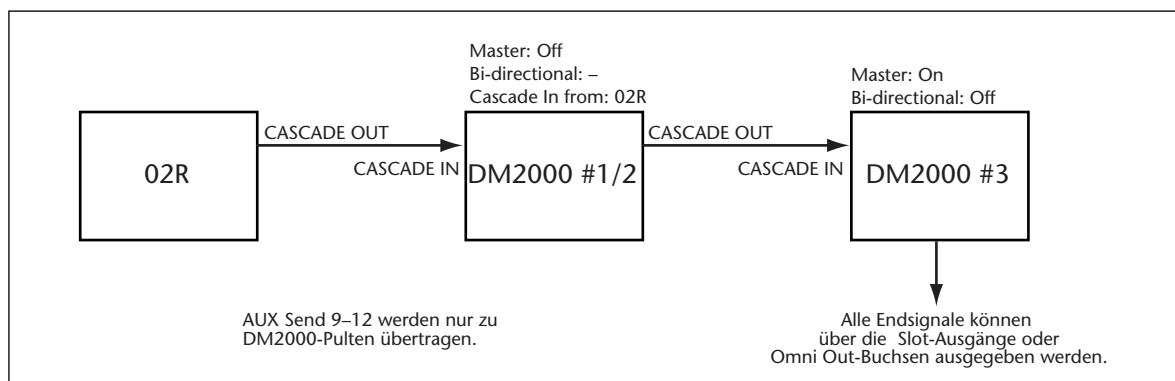 Master: Off
Bi-directional: –
Cascade In from: 02R
Master: On
Bi-directional: Off
02R
CASCADE OUT
CASCADE IN
DM2000 #1/2
CASCADE OUT
CASCADE IN
DM2000 #3
AUX Send 9–12 werden nur zu
DM2000-Pulten übertragen.
Alle Endsignale können
über die Slot-Ausgänge oder
Omni Out-Buchsen ausgegeben werden.